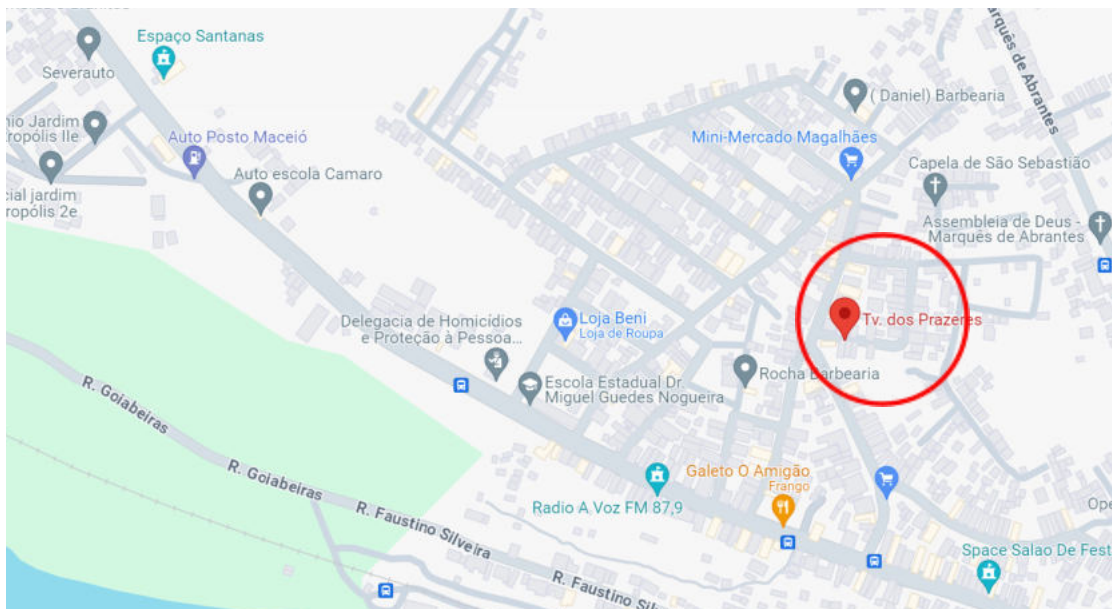 Espaço Santanas
Severauto
Marquês de Abrantes
( Daniel) Barbearia
nio Jardim
ropólis IIe
Auto Posto Maceió
Mini-Mercado Magalhães
Auto escola Camaro
Capela de São Sebastião
cial jardim
ropólis 2e
Assembleia de Deus -
Marquês de Abrantes
Delegacia de Homicídios
e Proteção à Pessoa...
Loja Beni
Loja de Roupa
Tv. dos Prazeres
Rocha Barbearia
Escola Estadual Dr.
Miguel Guedes Nogueira
R. Goiabeiras
R. Goiabeiras
Galeto O Amigão
Frango
Radio A Voz FM 87,9
R. Faustino Silveira
Ope
Space Salao De Fest
R. Faustino Silv